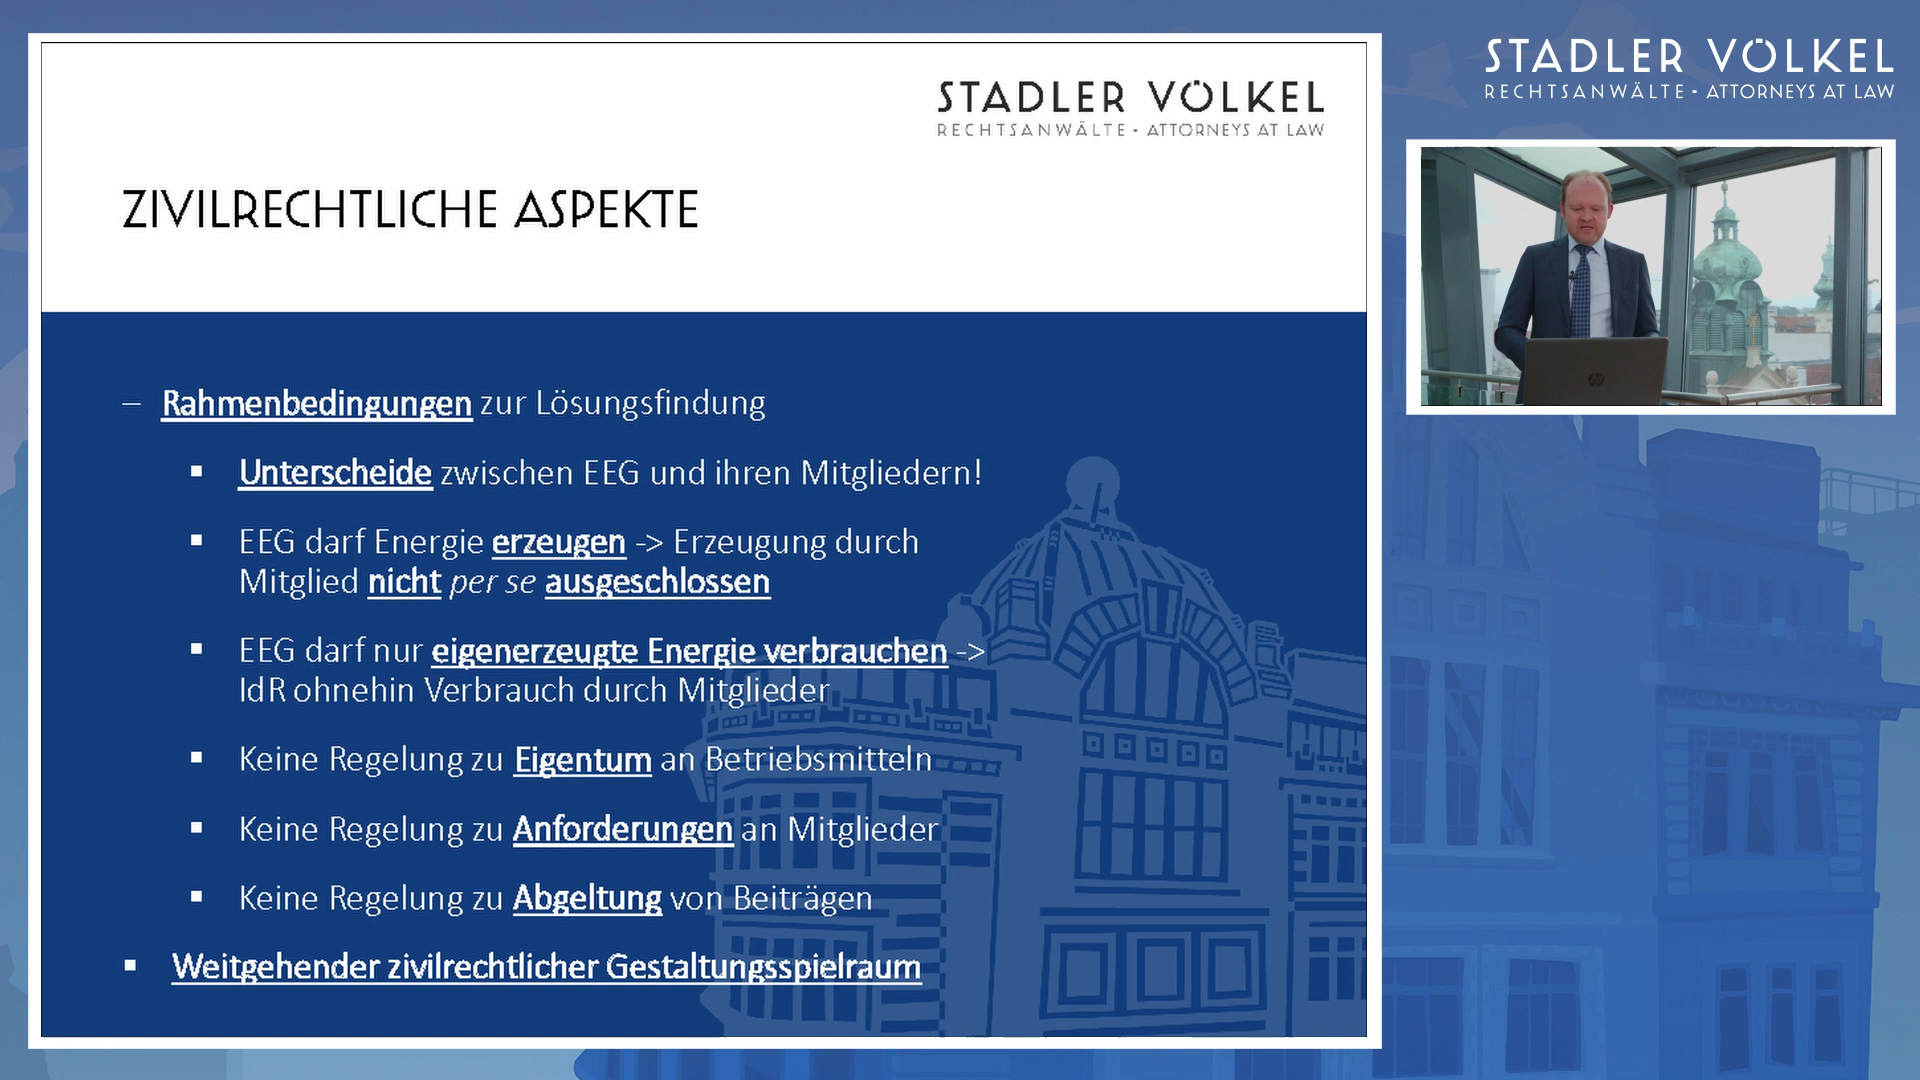 STADLER VÖLKEL
RECHTSANWÄLTE • ATTORNEYS AT LAW
ZIVILRECHTLICHE ASPEKTE
– Rahmenbedingungen zur Lösungsfindung
▪ Unterscheide zwischen EEG und ihren Mitgliedern!
▪ EEG darf Energie erzeugen -> Erzeugung durch
Mitglied nicht per se ausgeschlossen
▪ EEG darf nur eigenerzeugte Energie verbrauchen ->
IdR ohnehin Verbrauch durch Mitglieder
▪ Keine Regelung zu Eigentum an Betriebsmitteln
▪ Keine Regelung zu Anforderungen an Mitglieder
▪ Keine Regelung zu Abgeltung von Beiträgen
▪ Weitgehender zivilrechtlicher Gestaltungsspielraum
STADLER VÖLKEL
RECHTSANWÄLTE • ATTORNEYS AT LAW
hp